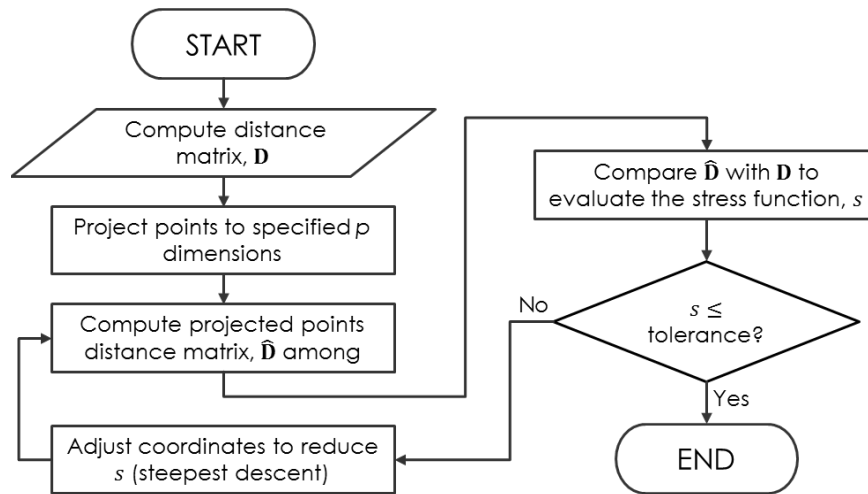 START
Compute distance
matrix, D
Project points to specified p
dimensions
Compute projected points
distance matrix, D̂ among
Adjust coordinates to reduce
s (steepest descent)
Compare D̂ with D to
evaluate the stress function, s
s ≤
tolerance?
No
Yes
END